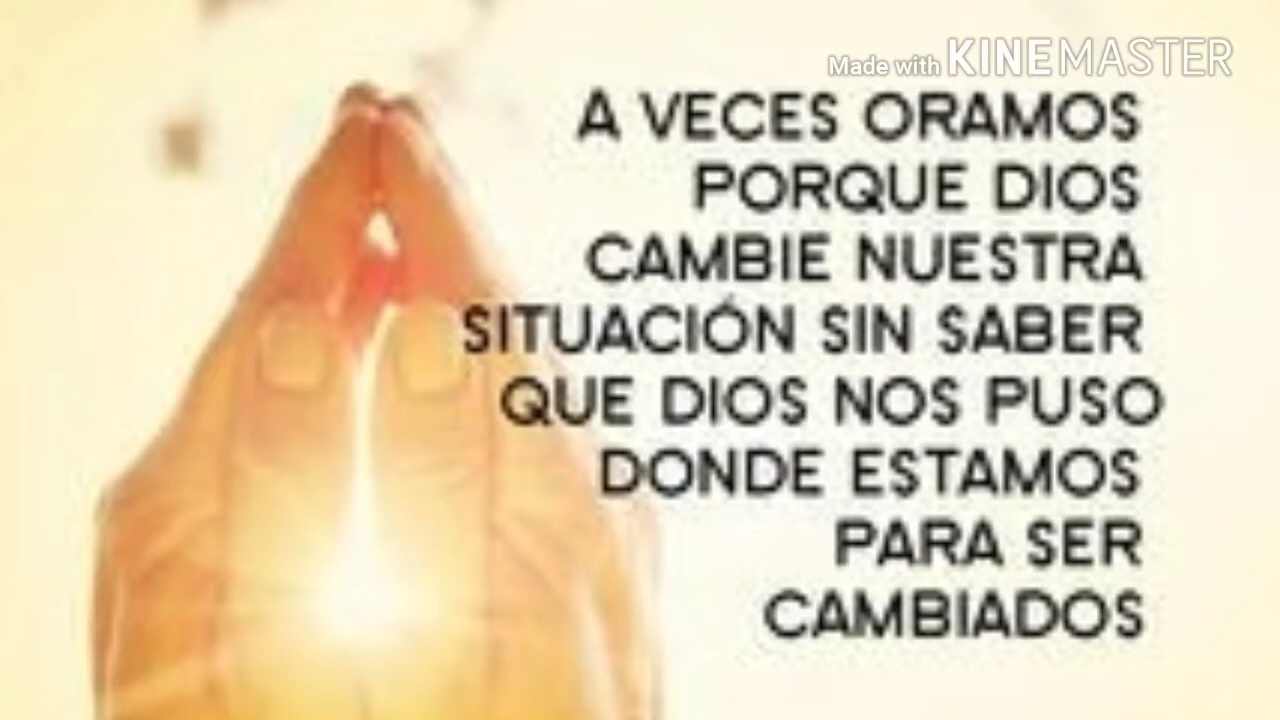 Made with KINEMASTER
A VECES ORAMOS
PORQUE DIOS
CAMBIE NUESTRA
SITUACIÓN SIN SABER
QUE DIOS NOS PUSO
DONDE ESTAMOS
PARA SER
CAMBIADOS